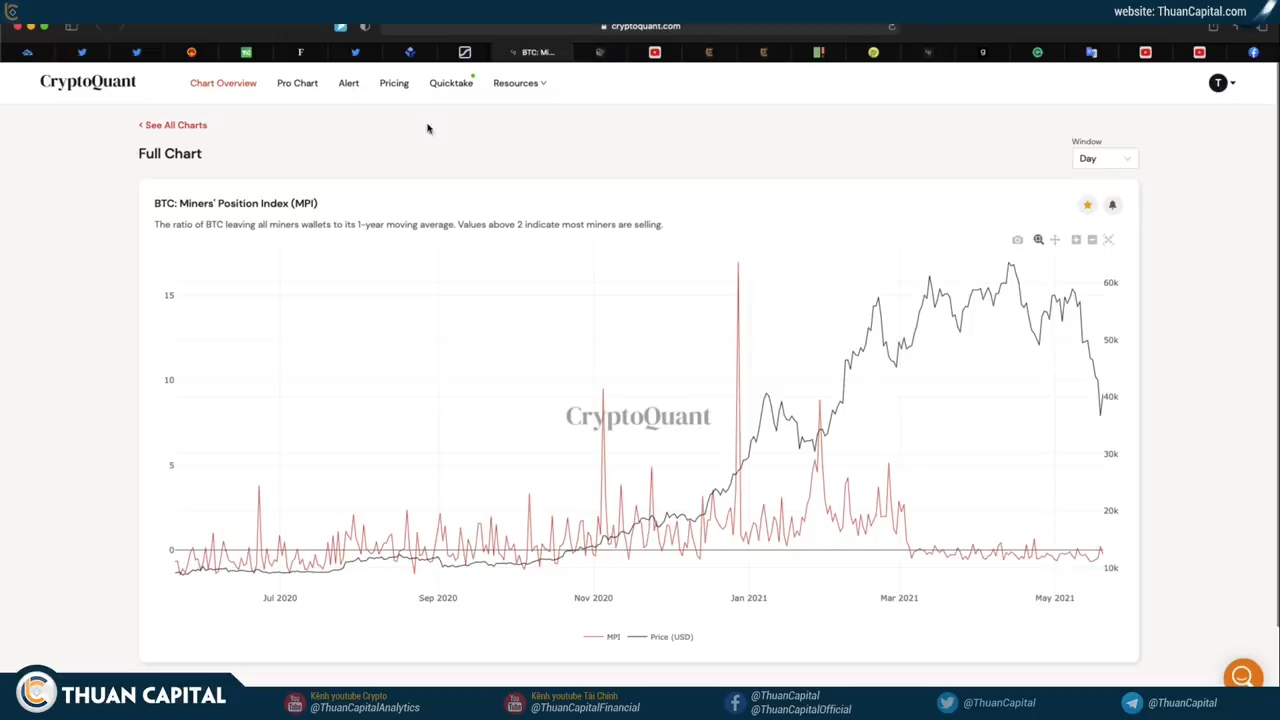 website: ThuanCapital.com
cryptoquant.com
BTC: Mi...
CryptoQuant
Chart Overview
Pro Chart
Alert
Pricing
Quicktake
Resources
T
< See All Charts
Full Chart
Window
Day
BTC: Miners' Position Index (MPI)
The ratio of BTC leaving all miners wallets to its 1-year moving average. Values above 2 indicate most miners are selling.
15
10
5
0
60k
50k
40k
30k
20k
10k
CryptoQuant
Jul 2020
Sep 2020
Nov 2020
Jan 2021
Mar 2021
May 2021
MPI
Price (USD)
THUAN CAPITAL
Kênh youtube Crypto
@ThuanCapitalAnalytics
Kênh youtube Tài Chính
@ThuanCapitalFinancial
@ThuanCapital
@ThuanCapitalOfficial
@ThuanCapital
@ThuanCapital